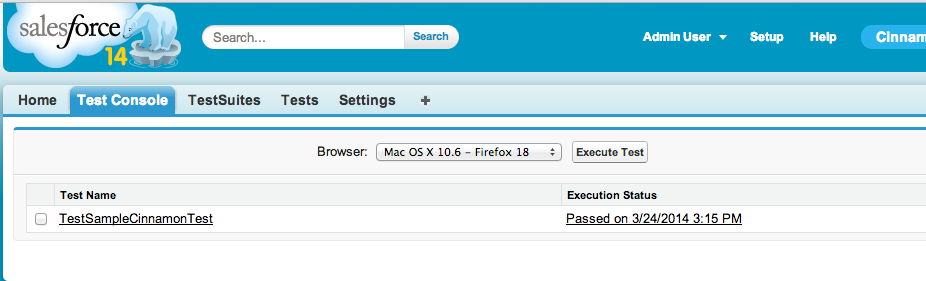 salesforce
14
Search...
Search
Admin User
Setup
Help
Cinnam
Home
Test Console
TestSuites
Tests
Settings
+
Browser:
Mac OS X 10.6 - Firefox 18
Execute Test
Test Name
Execution Status
TestSampleCinnamonTest
Passed on 3/24/2014 3:15 PM